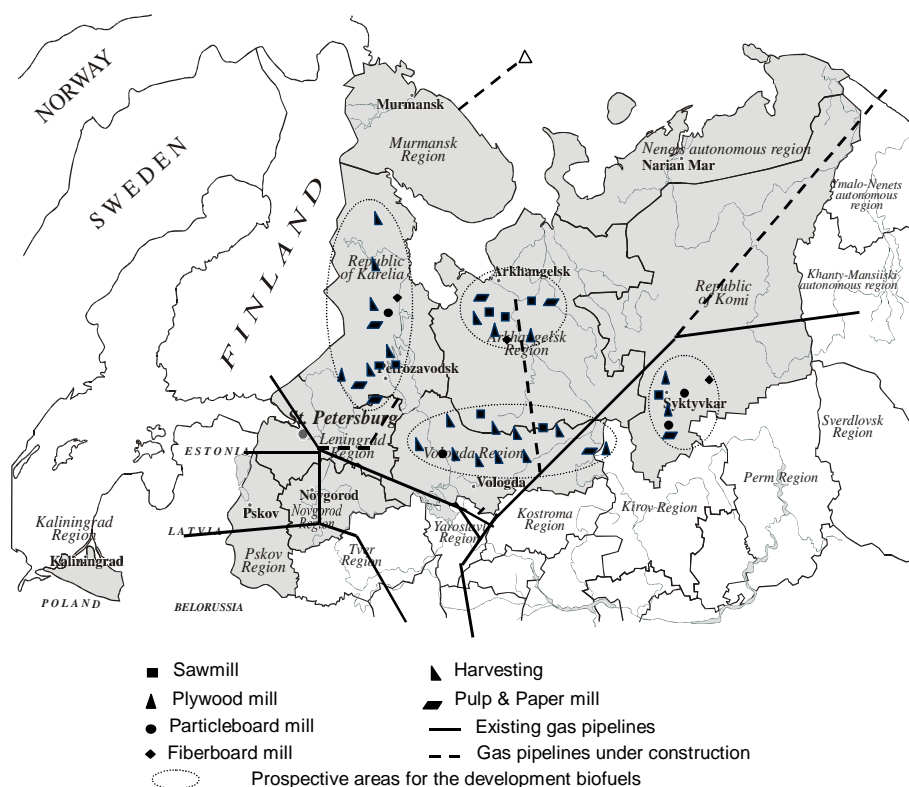 NORWAY
SWEDEN
FINLAND
Murmansk
Murmansk
Region
Neners autonomous region
Narian Mar
Ymalo-Nenets
autonomous
region
Khanty-Mansiiski
autonomous region
Republic
of Karelia
Arkhangelsk
Arkhangelsk
Region
Republic
of Komi
Petrozavodsk
Syktyvkar
Sverdlovsk
Region
St. Petersburg
Leningrad
Region
ESTONIA
Vologda Region
Vologda
Perm Region
Novgorod
Novgorod
Region
Pskov
Yaroslavl
Region
Kostroma
Region
Kirov Region
LATVIA
Kaliningrad
Region
Kaliningrad
Pskov
Region
Tver
Region
POLAND
BELORUSSIA
Sawmill
Harvesting
Plywood mill
Pulp & Paper mill
Particleboard mill
Existing gas pipelines
Fiberboard mill
Gas pipelines under construction
Prospective areas for the development biofuels